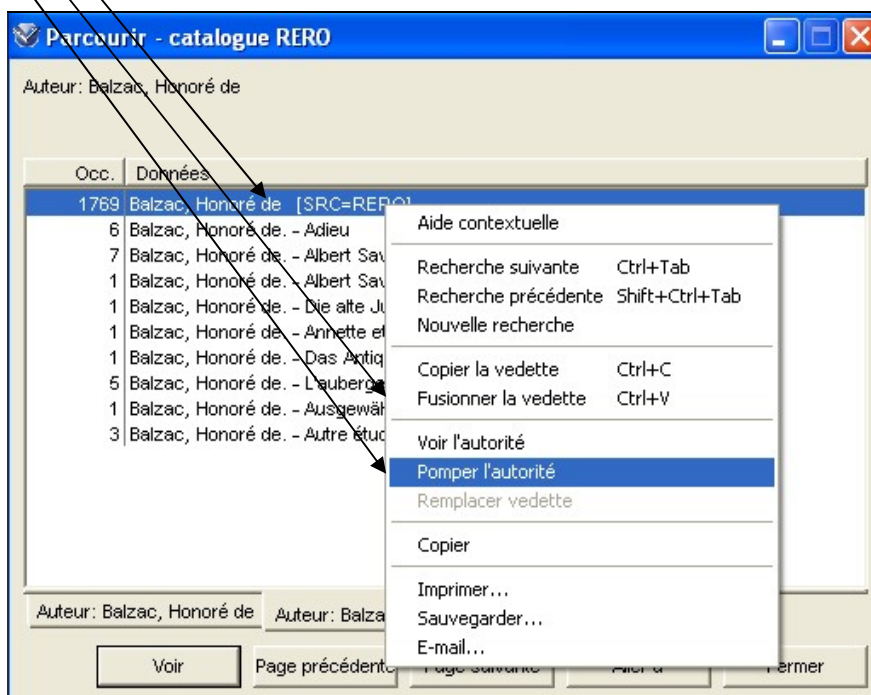 Parcourir - catalogue RERO
Auteur: Balzac, Honoré de
Occ. Données
1769 Balzac, Honoré de [SRC=RERO]
6 Balzac, Honoré de. - Adieu
7 Balzac, Honoré de. - Albert Sav
1 Balzac, Honoré de. - Albert Sav
1 Balzac, Honoré de. - Die alte Ju
1 Balzac, Honoré de. - Annette et
1 Balzac, Honoré de. - Das Antiq
5 Balzac, Honoré de. - L'auberge
1 Balzac, Honoré de. - Ausgewäh
3 Balzac, Honoré de. - Autre étud
Aide contextuelle
Recherche suivante Ctrl+Tab
Recherche précédente Shift+Ctrl+Tab
Nouvelle recherche
Copier la vedette Ctrl+C
Fusionner la vedette Ctrl+V
Voir l'autorité
Pomper l'autorité
Remplacer vedette
Copier
Imprimer...
Sauvegarder...
E-mail...
Auteur: Balzac, Honoré de Auteur: Balza
Voir Page précédente Page suivante Aller à Fermer